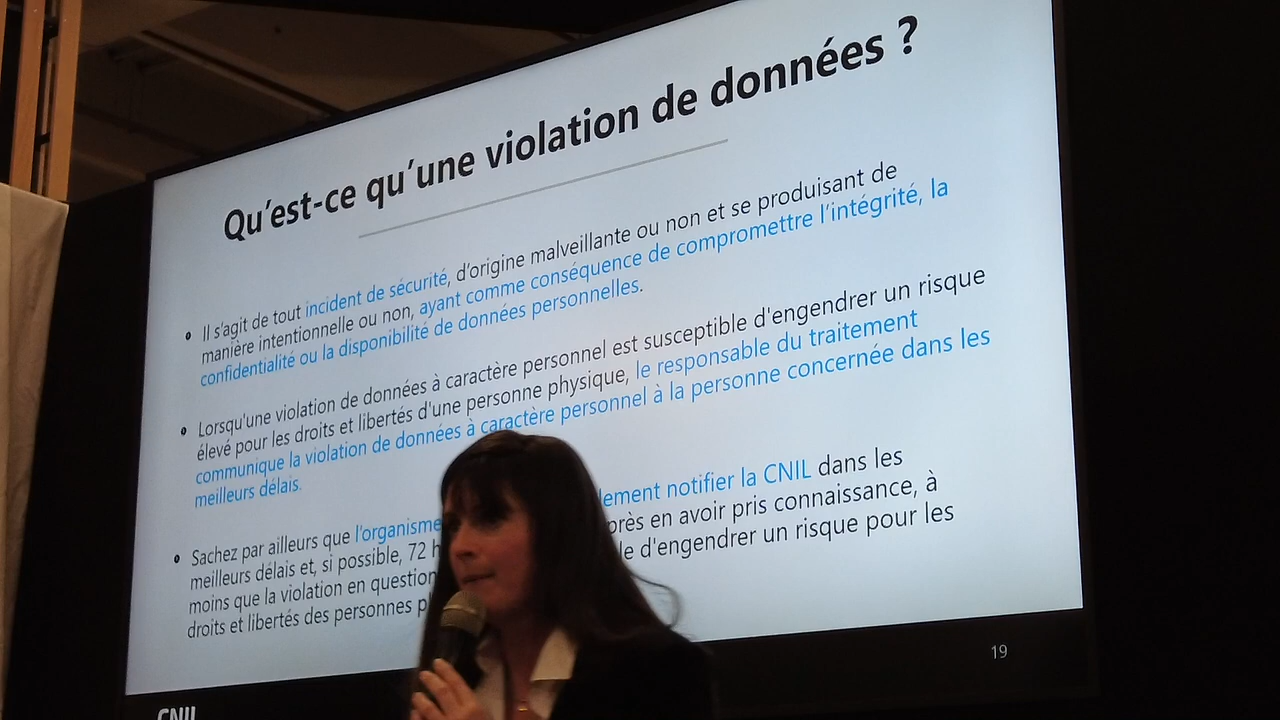 Qu'est-ce qu'une violation de données ?
• Il s'agit de tout incident de sécurité, d'origine malveillante ou non et se produisant de
manière intentionnelle ou non, ayant comme conséquence de compromettre l'intégrité, la
confidentialité ou la disponibilité de données personnelles.
• Lorsqu'une violation de données à caractère personnel est susceptible d'engendrer un risque
élevé pour les droits et libertés d'une personne physique, le responsable du traitement
communique la violation de données à caractère personnel à la personne concernée dans les
meilleurs délais.
• Sachez par ailleurs que l'organisme lement notifier la CNIL dans les
meilleurs délais et, si possible, 72 h près en avoir pris connaissance, à
moins que la violation en question le d'engendrer un risque pour les
droits et libertés des personnes p
19
CNIL